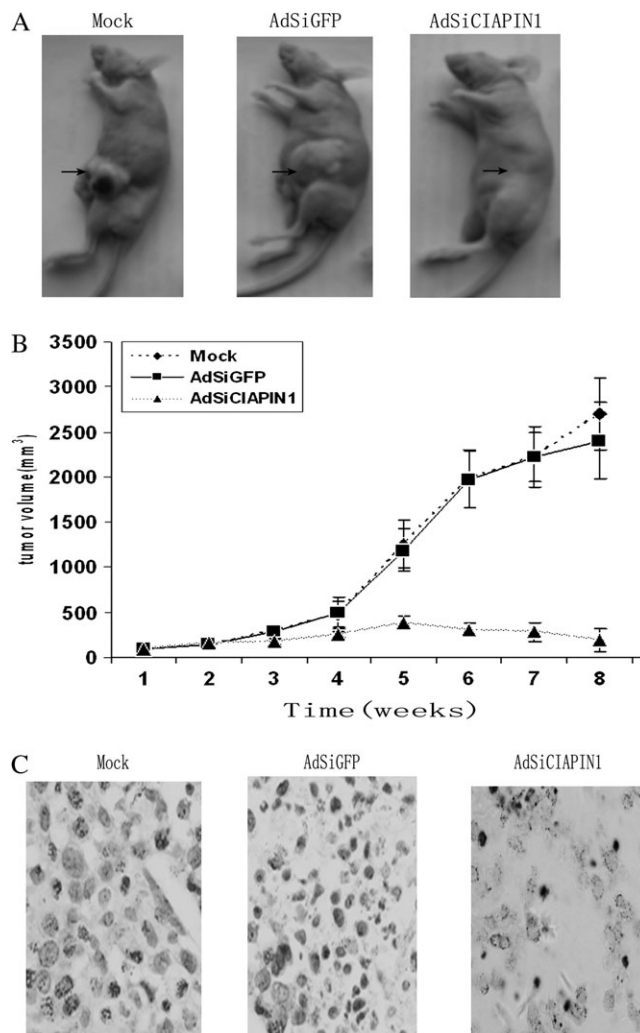 A
Mock
AdSiGFP
AdSiCIAPIN1
B
3500
3000
2500
2000
1500
1000
500
0
tumor volume(mm³)
Mock
AdSiGFP
AdSiCIAPIN1
1 2 3 4 5 6 7 8
Time(weeks)
C
Mock
AdSiGFP
AdSiCIAPIN1